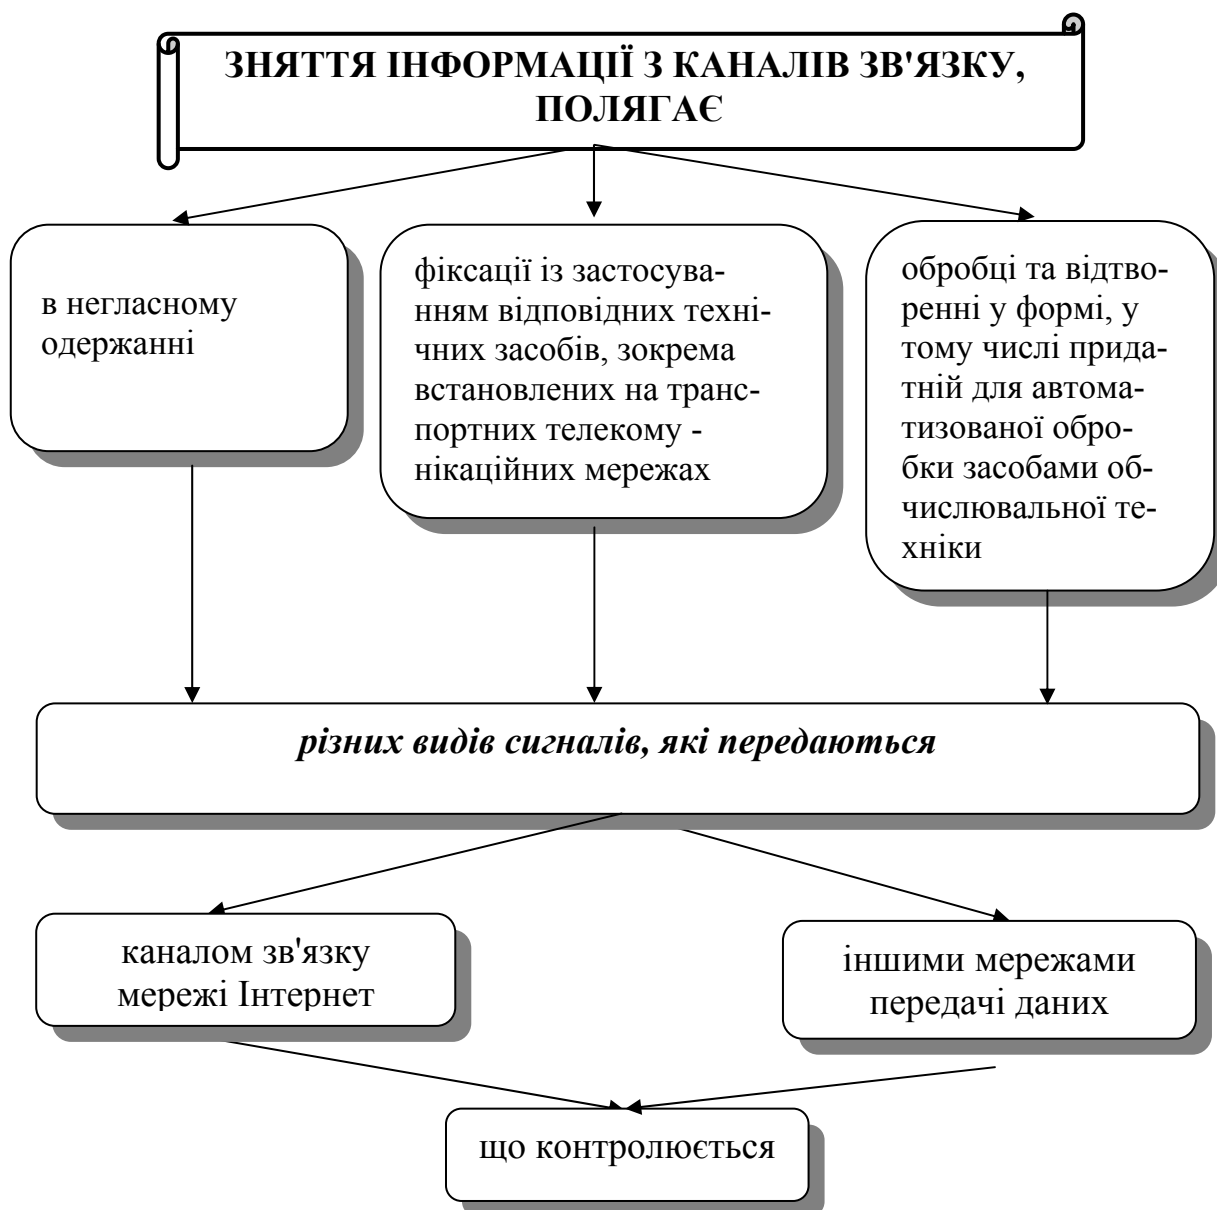 ЗНЯТТЯ ІНФОРМАЦІЇ З КАНАЛІВ ЗВ'ЯЗКУ,
ПОЛЯГАЄ
в негласному
одержанні
фіксації із застосува-
нням відповідних техні-
чних засобів, зокрема
встановлених на транс-
портних телекому -
нікаційних мережах
обробці та відтво-
ренні у формі, у
тому числі прида-
тній для автома-
тизованої обро-
бки засобами об-
числювальної те-
хніки
різних видів сигналів, які передаються
каналом зв'язку
мережі Інтернет
іншими мережами
передачі даних
що контролюється